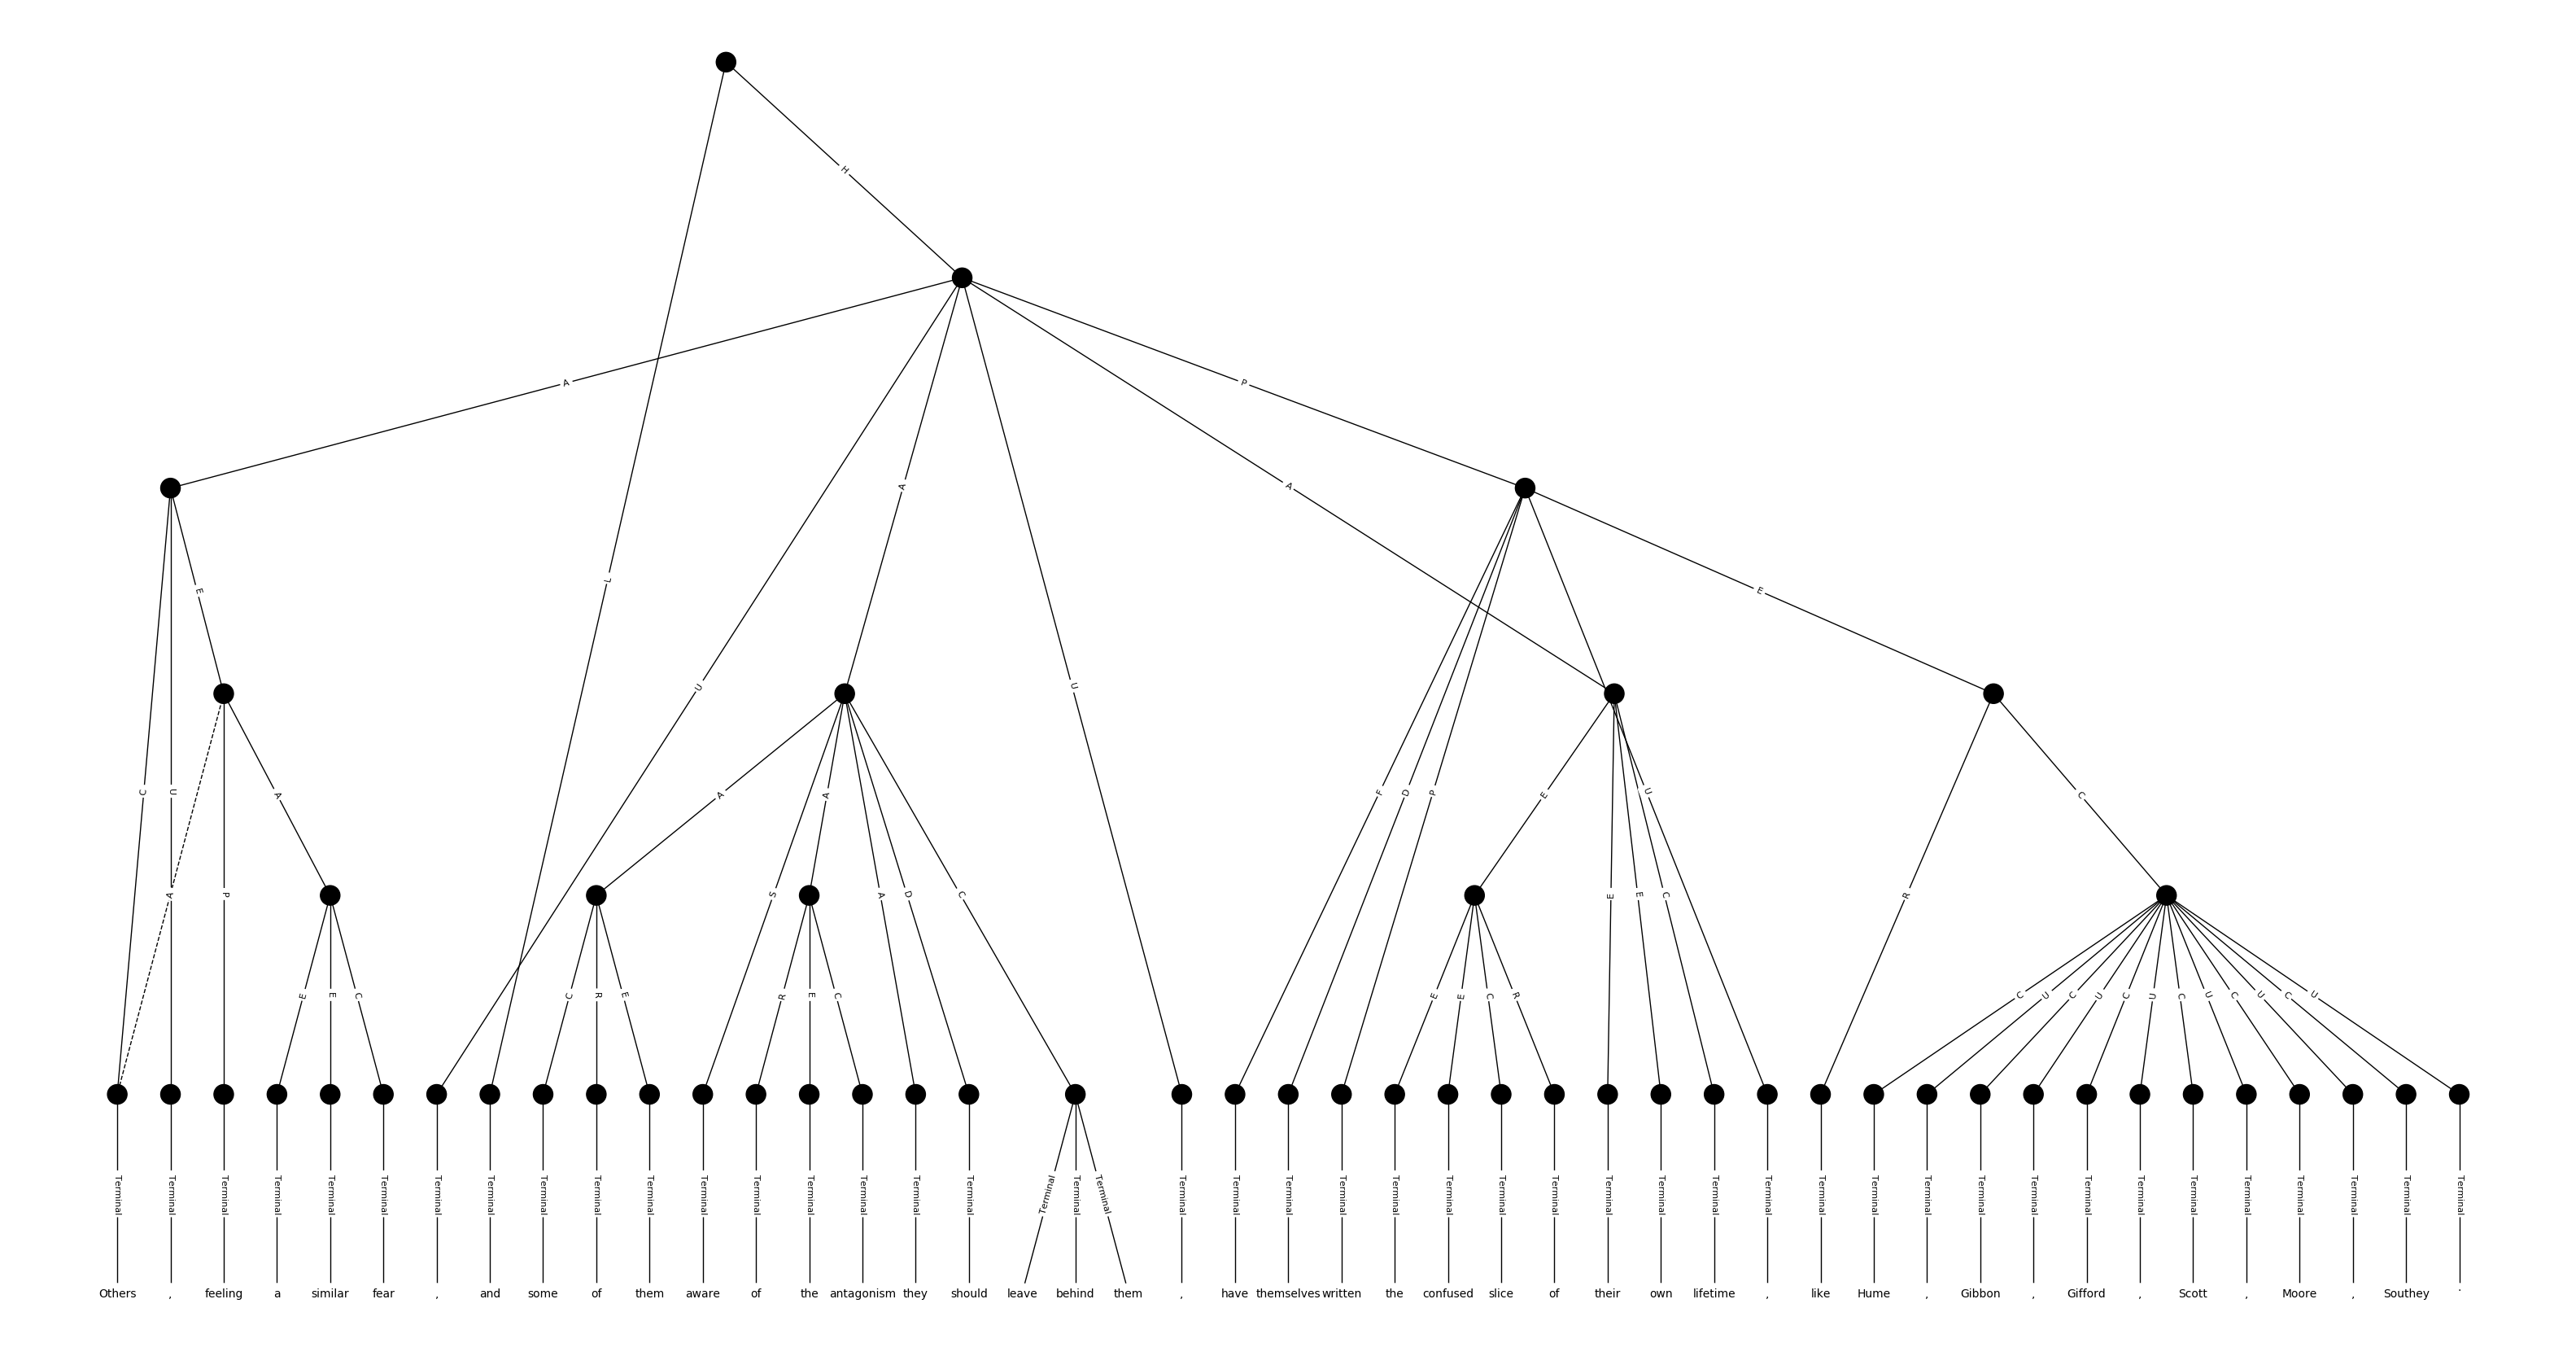 H
A
P
A
A
L
E
E
U
U
C
U
F
D
P
E
U
A
A
A
C
A
P
S
A
D
C
E
E
C
R
E
E
C
R
E
C
R
E
C
E
E
C
R
C
U
C
U
C
U
C
U
C
U
C
U
Terminal Terminal Terminal Terminal Terminal Terminal Terminal Terminal Terminal Terminal Terminal Terminal Terminal Terminal Terminal Terminal Terminal Terminal Terminal Terminal Terminal Terminal Terminal Terminal Terminal Terminal Terminal Terminal Terminal Terminal Terminal Terminal Terminal Terminal Terminal Terminal Terminal Terminal Terminal Terminal Terminal Terminal Terminal Terminal Terminal
Others , feeling a similar fear , and some of them aware of the antagonism they should leave behind them , have themselves written the confused slice of their own lifetime , like Hume , Gibbon , Gifford , Scott , Moore , Southey .